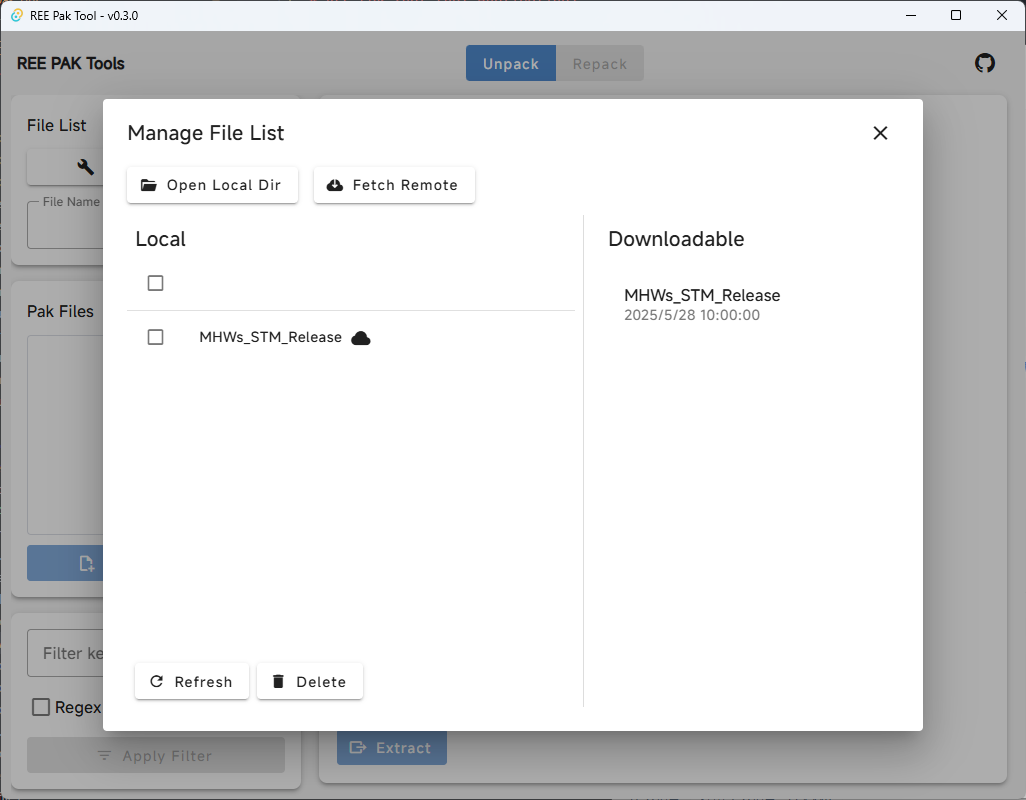 REE Pak Tool - v0.3.0
REE PAK Tools
Unpack
Repack
File List
File Name
Pak Files
Filter ke
Regex
Apply Filter
Manage File List
Open Local Dir
Fetch Remote
Local
MHWs_STM_Release
Refresh
Delete
Downloadable
MHWs_STM_Release
2025/5/28 10:00:00
Extract